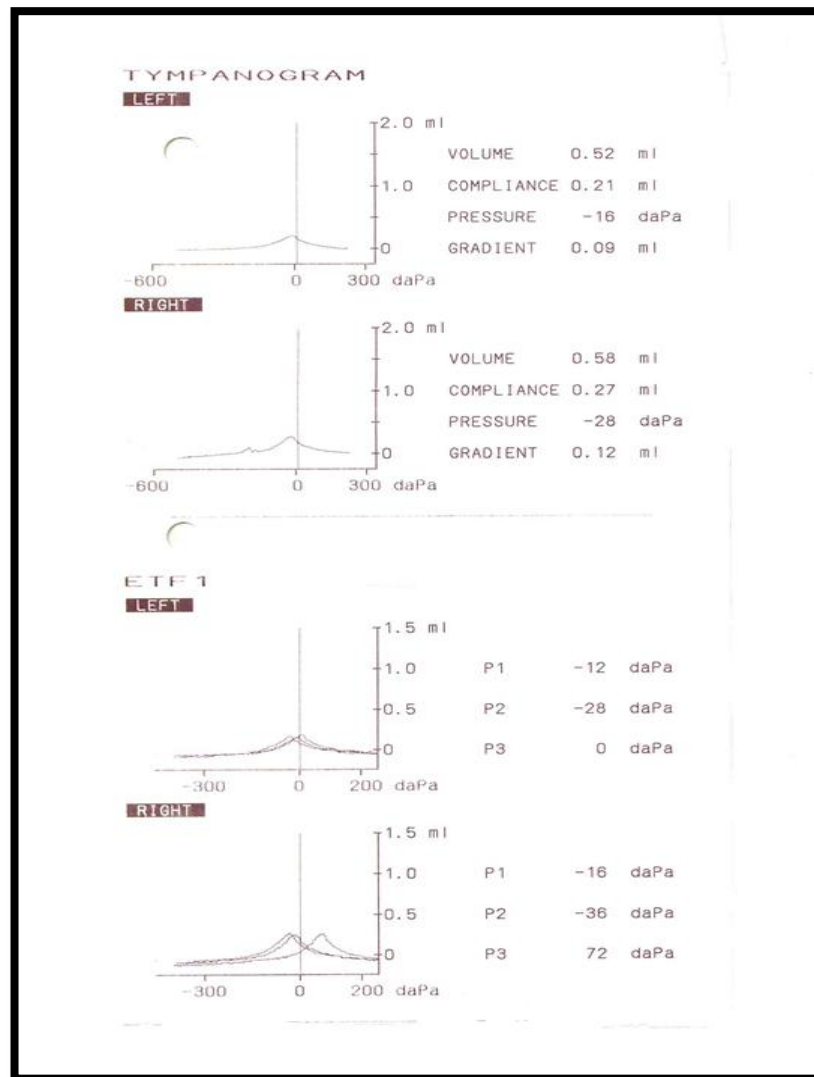 TYMPANOGRAM
LEFT
2.0 ml
VOLUME 0.52 ml
1.0 COMPLIANCE 0.21 ml
PRESSURE -16 daPa
0 GRADIENT 0.09 ml
-600 0 300 daPa
RIGHT
2.0 ml
VOLUME 0.58 ml
1.0 COMPLIANCE 0.27 ml
PRESSURE -28 daPa
0 GRADIENT 0.12 ml
-600 0 300 daPa
ETF1
LEFT
1.5 ml
1.0 P1 -12 daPa
0.5 P2 -28 daPa
0 P3 0 daPa
-300 0 200 daPa
RIGHT
1.5 ml
1.0 P1 -16 daPa
0.5 P2 -36 daPa
0 P3 72 daPa
-300 0 200 daPa